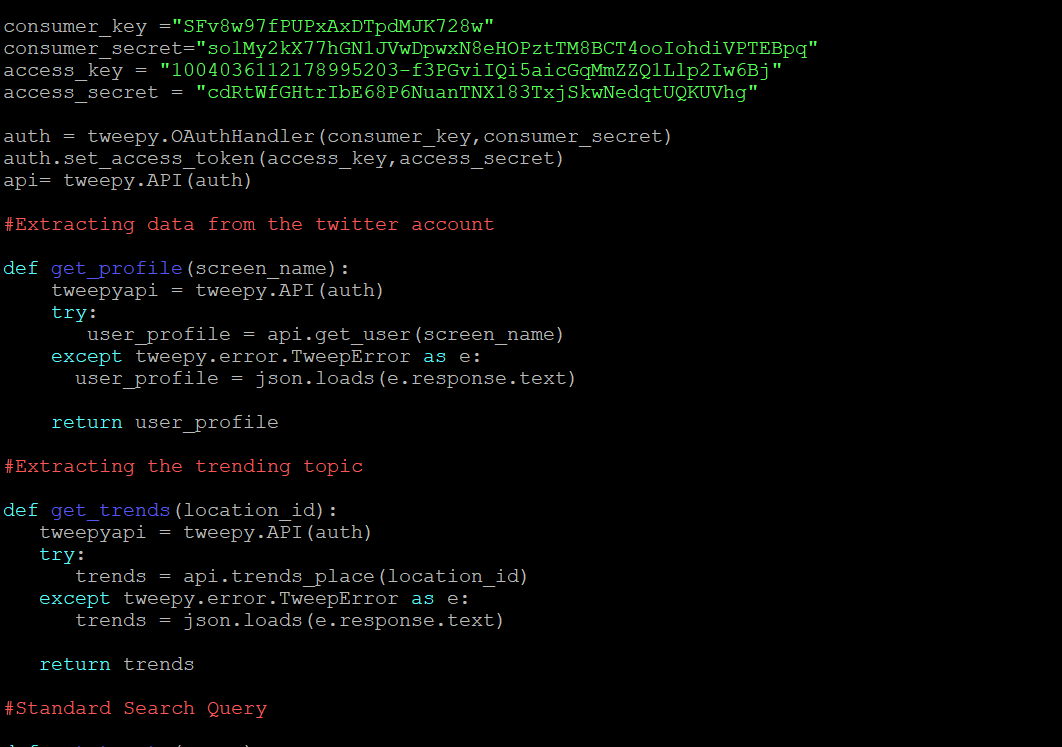 consumer_key ="SFv8w97fPUPxAxDTpdMJK728w"
consumer_secret="so1My2kX77hGN1JVwDpwxN8eHOPztTM8BCT4ooIohdiVPTEBpq"
access_key = "1004036112178995203-f3PGviIQi5aicGqMmZZQ1Llp2Iw6Bj"
access_secret = "cdRtWfGHtrIbE68P6NuanTNX183TxjSkwNedqtUQKUVhg"
auth = tweepy.OAuthHandler(consumer_key,consumer_secret)
auth.set_access_token(access_key,access_secret)
api= tweepy.API(auth)
#Extracting data from the twitter account
def get_profile(screen_name):
    tweepyapi = tweepy.API(auth)
    try:
       user_profile = api.get_user(screen_name)
    except tweepy.error.TweepError as e:
      user_profile = json.loads(e.response.text)
    return user_profile
#Extracting the trending topic
def get_trends(location_id):
   tweepyapi = tweepy.API(auth)
   try:
      trends = api.trends_place(location_id)
   except tweepy.error.TweepError as e:
      trends = json.loads(e.response.text)
   return trends
#Standard Search Query